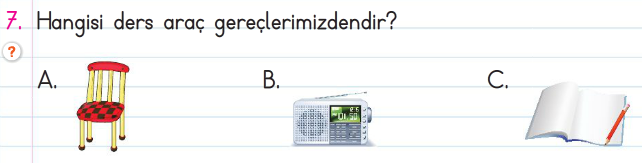 7. Hangisi ders araç gereçlerimizdendir?
?
A. B. C.